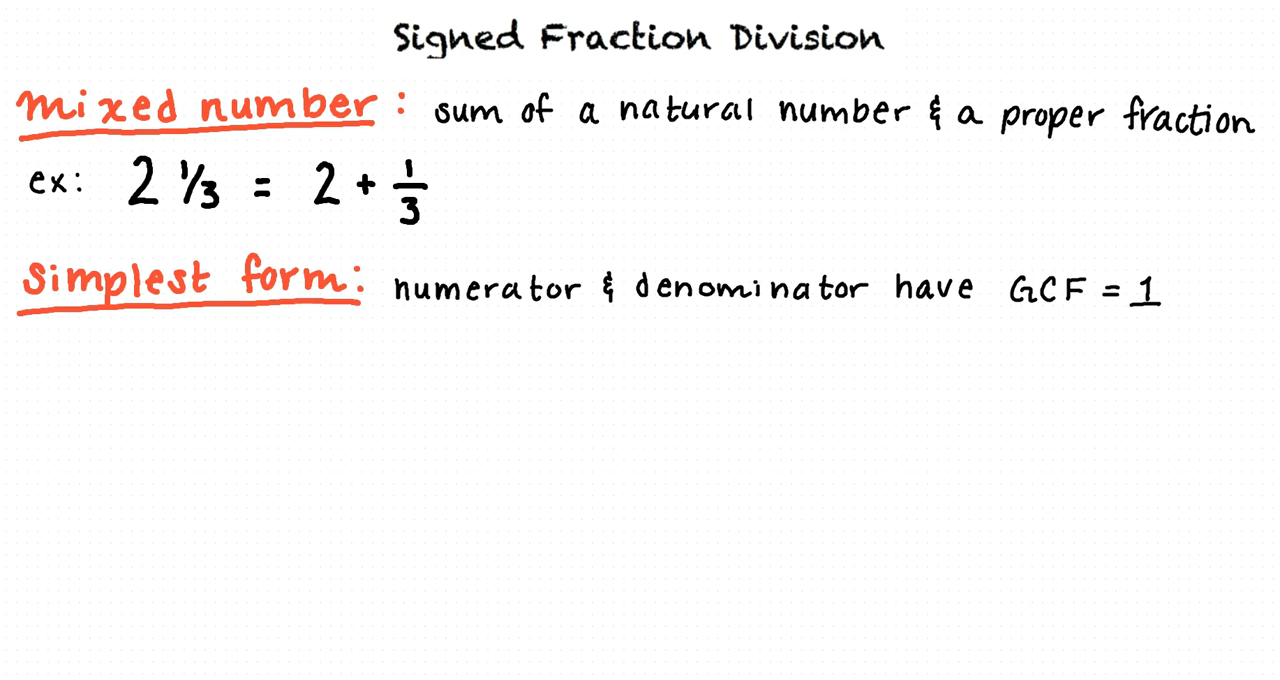 Signed Fraction Division
mixed number: sum of a natural number & a proper fraction
ex: 2 1/3 = 2 + 1/3
simplest form: numerator & denominator have GCF = 1